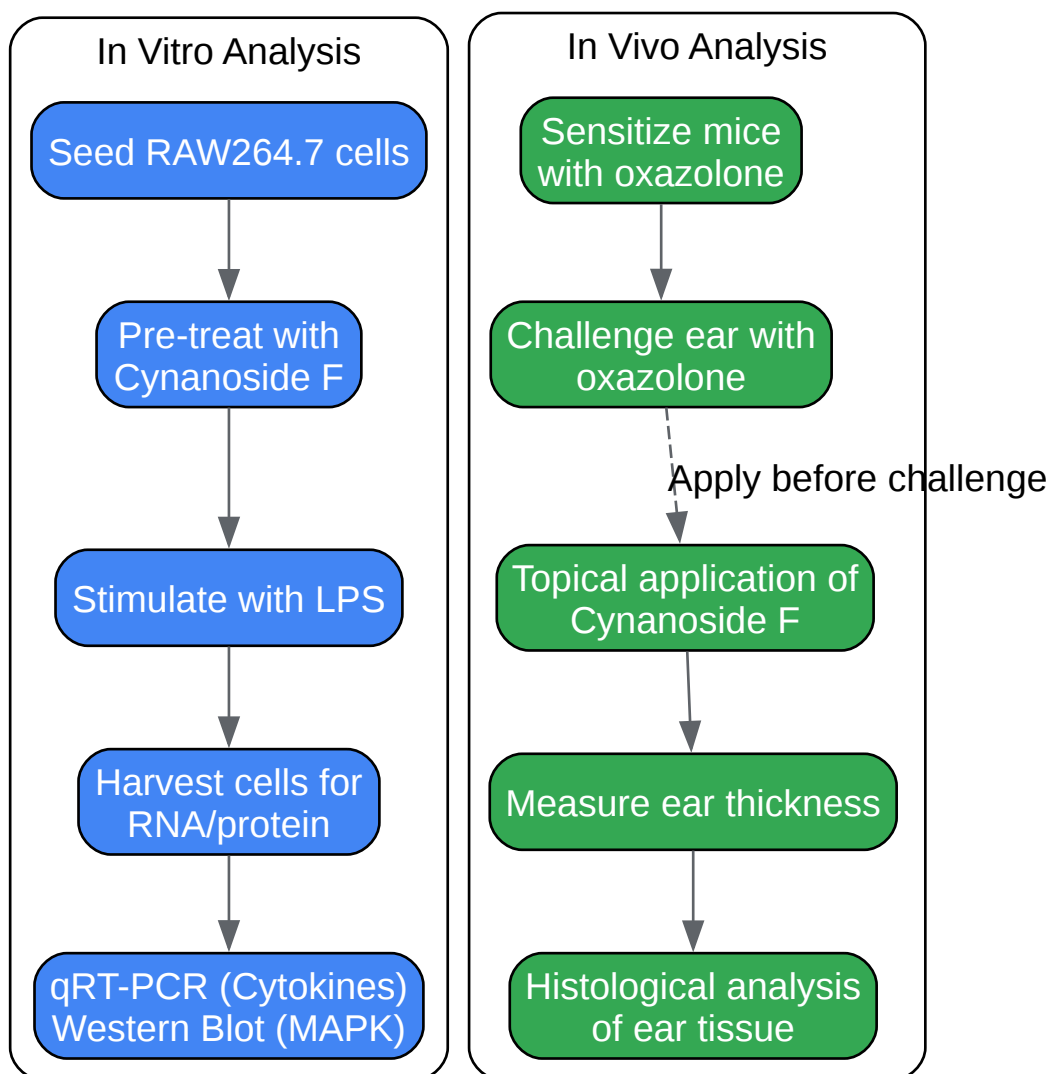 In Vitro Analysis
Seed RAW264.7 cells
Pre-treat with
Cynanoside F
Stimulate with LPS
Harvest cells for
RNA/protein
qRT-PCR (Cytokines)
Western Blot (MAPK)
In Vivo Analysis
Sensitize mice
with oxazolone
Challenge ear with
oxazolone
Apply before challenge
Topical application of
Cynanoside F
Measure ear thickness
Histological analysis
of ear tissue